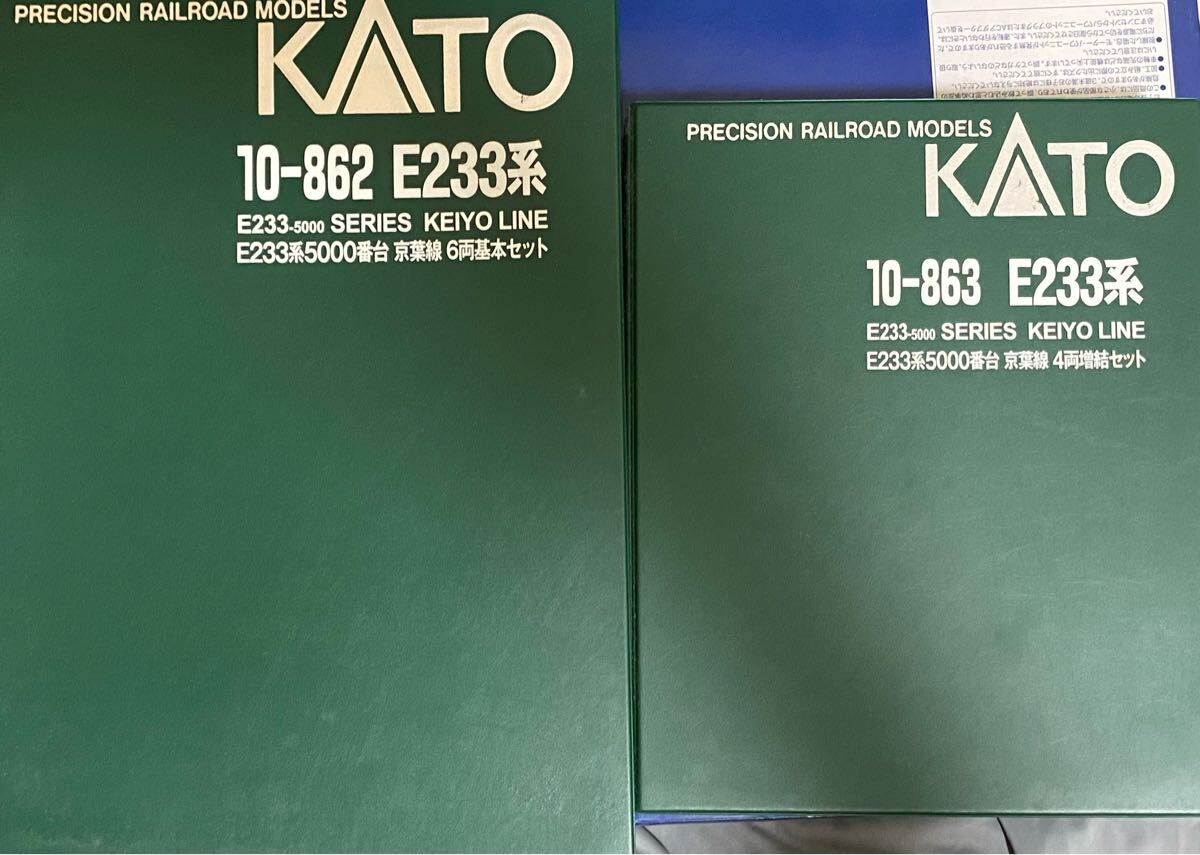 PRECISION RAILROAD MODELS
KATO
10-862 E233系
E233-5000 SERIES KEIYO LINE
E233系5000番台 京葉線 6両基本セット
PRECISION RAILROAD MODELS
KATO
10-863 E233系
E233-5000 SERIES KEIYO LINE
E233系5000番台 京葉線 4両増結セット